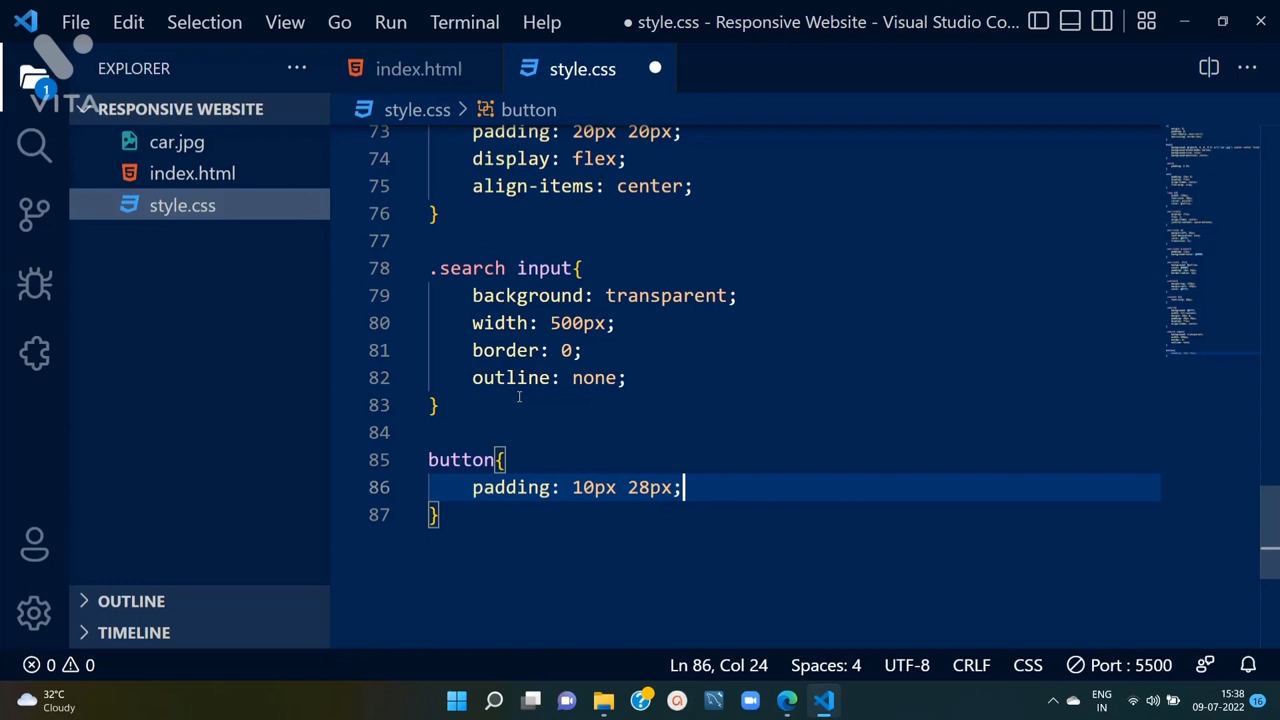 File Edit Selection View Go Run Terminal Help
● style.css - Responsive Website - Visual Studio Co...
VITA
EXPLORER
index.html
style.css
1
RESPONSIVE WEBSITE
style.css > button
car.jpg
index.html
style.css
73 padding: 20px 20px;
74 display: flex;
75 align-items: center;
76 }
77
78 .search input{
79 background: transparent;
80 width: 500px;
81 border: 0;
82 outline: none;
83 }
84
85 button{
86 padding: 10px 28px;
87 }
OUTLINE
TIMELINE
0 0
Ln 86, Col 24 Spaces: 4 UTF-8 CRLF CSS Port : 5500
32°C
Cloudy
ENG
IN
15:38
09-07-2022
16